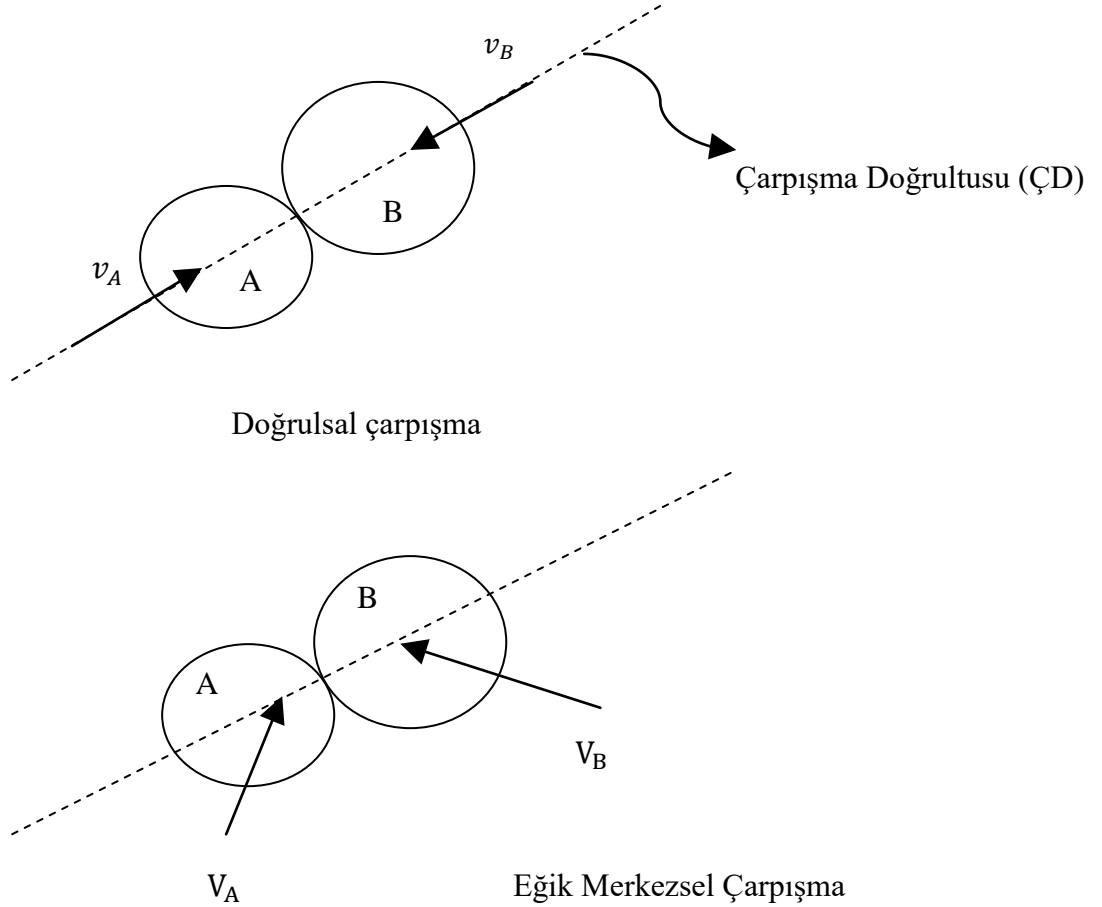 v_B
Çarpışma Doğrultusu (ÇD)
B
v_A
A
Doğrulsal çarpışma
B
A
V_B
V_A
Eğik Merkezsel Çarpışma